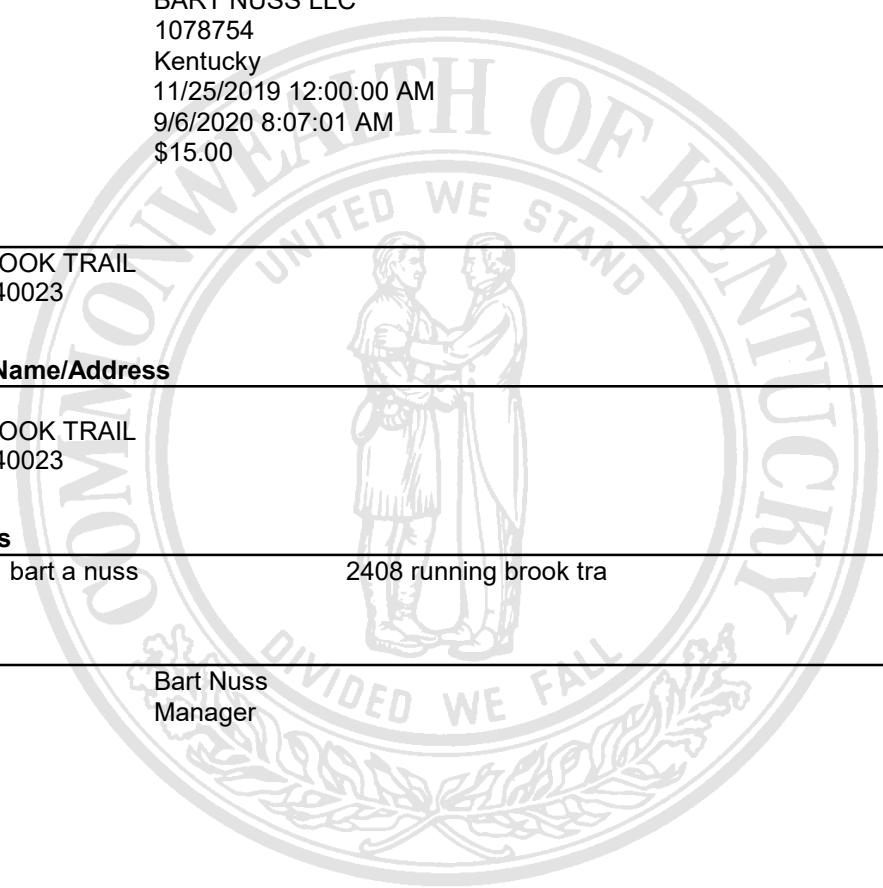 BART NUSS LLC
1078754
Kentucky
11/25/2019 12:00:00 AM
9/6/2020 8:07:01 AM
$15.00
OOK TRAIL
40023
Name/Address
OOK TRAIL
40023
s
bart a nuss 2408 running brook tra
Bart Nuss
Manager
COMMONWEALTH OF KENTUCKY
UNITED WE STAND
DIVIDED WE FALL